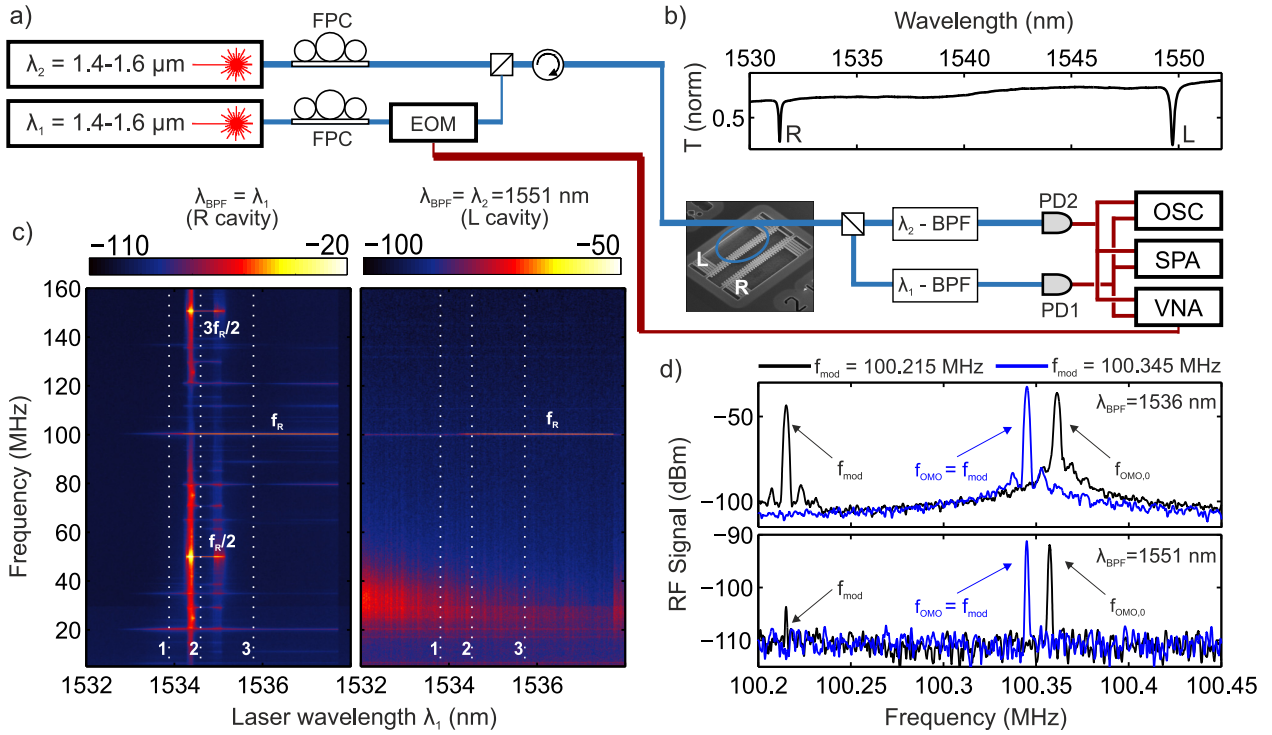 a)
FPC
λ2 = 1.4-1.6 µm
λ1 = 1.4-1.6 µm
FPC
EOM
b)
Wavelength (nm)
1530 1535 1540 1545 1550
T (norm)
0.5
R
L
λBPF = λ1
(R cavity)
λBPF = λ2 = 1551 nm
(L cavity)
L
R
2
λ2 - BPF
λ1 - BPF
PD2
PD1
OSC
SPA
VNA
c)
−110 −20
−100 −50
Frequency (MHz)
160
140
120
100
80
60
40
20
3fR/2
fR
fR/2
1 2 3
fR
1 2 3
1532 1534 1536
1532 1534 1536
Laser wavelength λ1 (nm)
d)
fmod = 100.215 MHz
fmod = 100.345 MHz
RF Signal (dBm)
−50
−100
λBPF=1536 nm
fmod
fOMO = fmod
fOMO,0
−90
−100
−110
λBPF=1551 nm
fmod
fOMO = fmod
fOMO,0
100.2 100.25 100.3 100.35 100.4 100.45
Frequency (MHz)